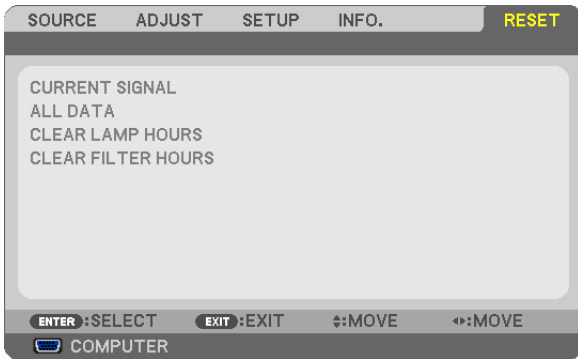 SOURCE ADJUST SETUP INFO. RESET
CURRENT SIGNAL
ALL DATA
CLEAR LAMP HOURS
CLEAR FILTER HOURS
ENTER :SELECT EXIT :EXIT :MOVE :MOVE
COMPUTER